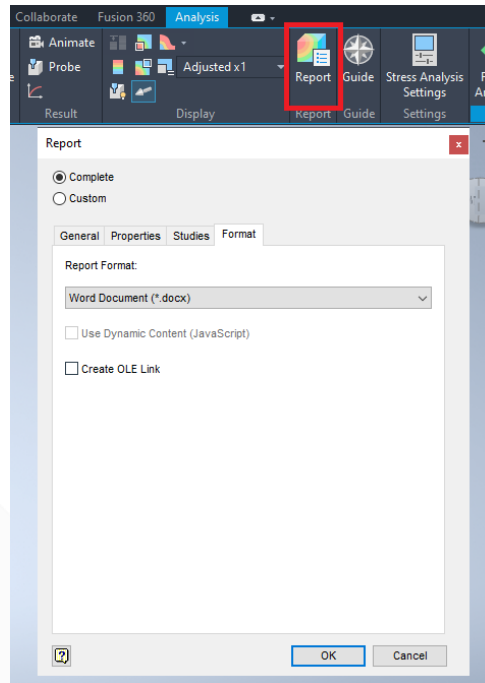 Collaborate Fusion 360 Analysis
Animate
Probe Adjusted x1 Report Guide Stress Analysis
Settings
Result Display Report Guide Settings
Report x
Complete
Custom
General Properties Studies Format
Report Format:
Word Document (*.docx)
Use Dynamic Content (JavaScript)
Create OLE Link
? OK Cancel